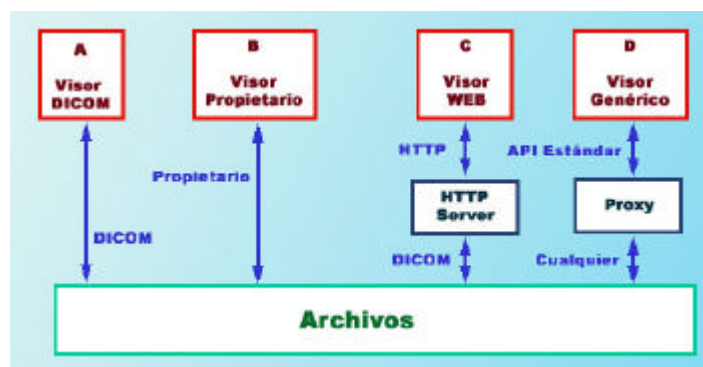 A
Visor
DICOM
B
Visor
Propietario
C
Visor
WEB
D
Visor
Genérico
HTTP
API Estándar
Propietario
HTTP
Server
Proxy
DICOM
DICOM
Cualquier
Archivos